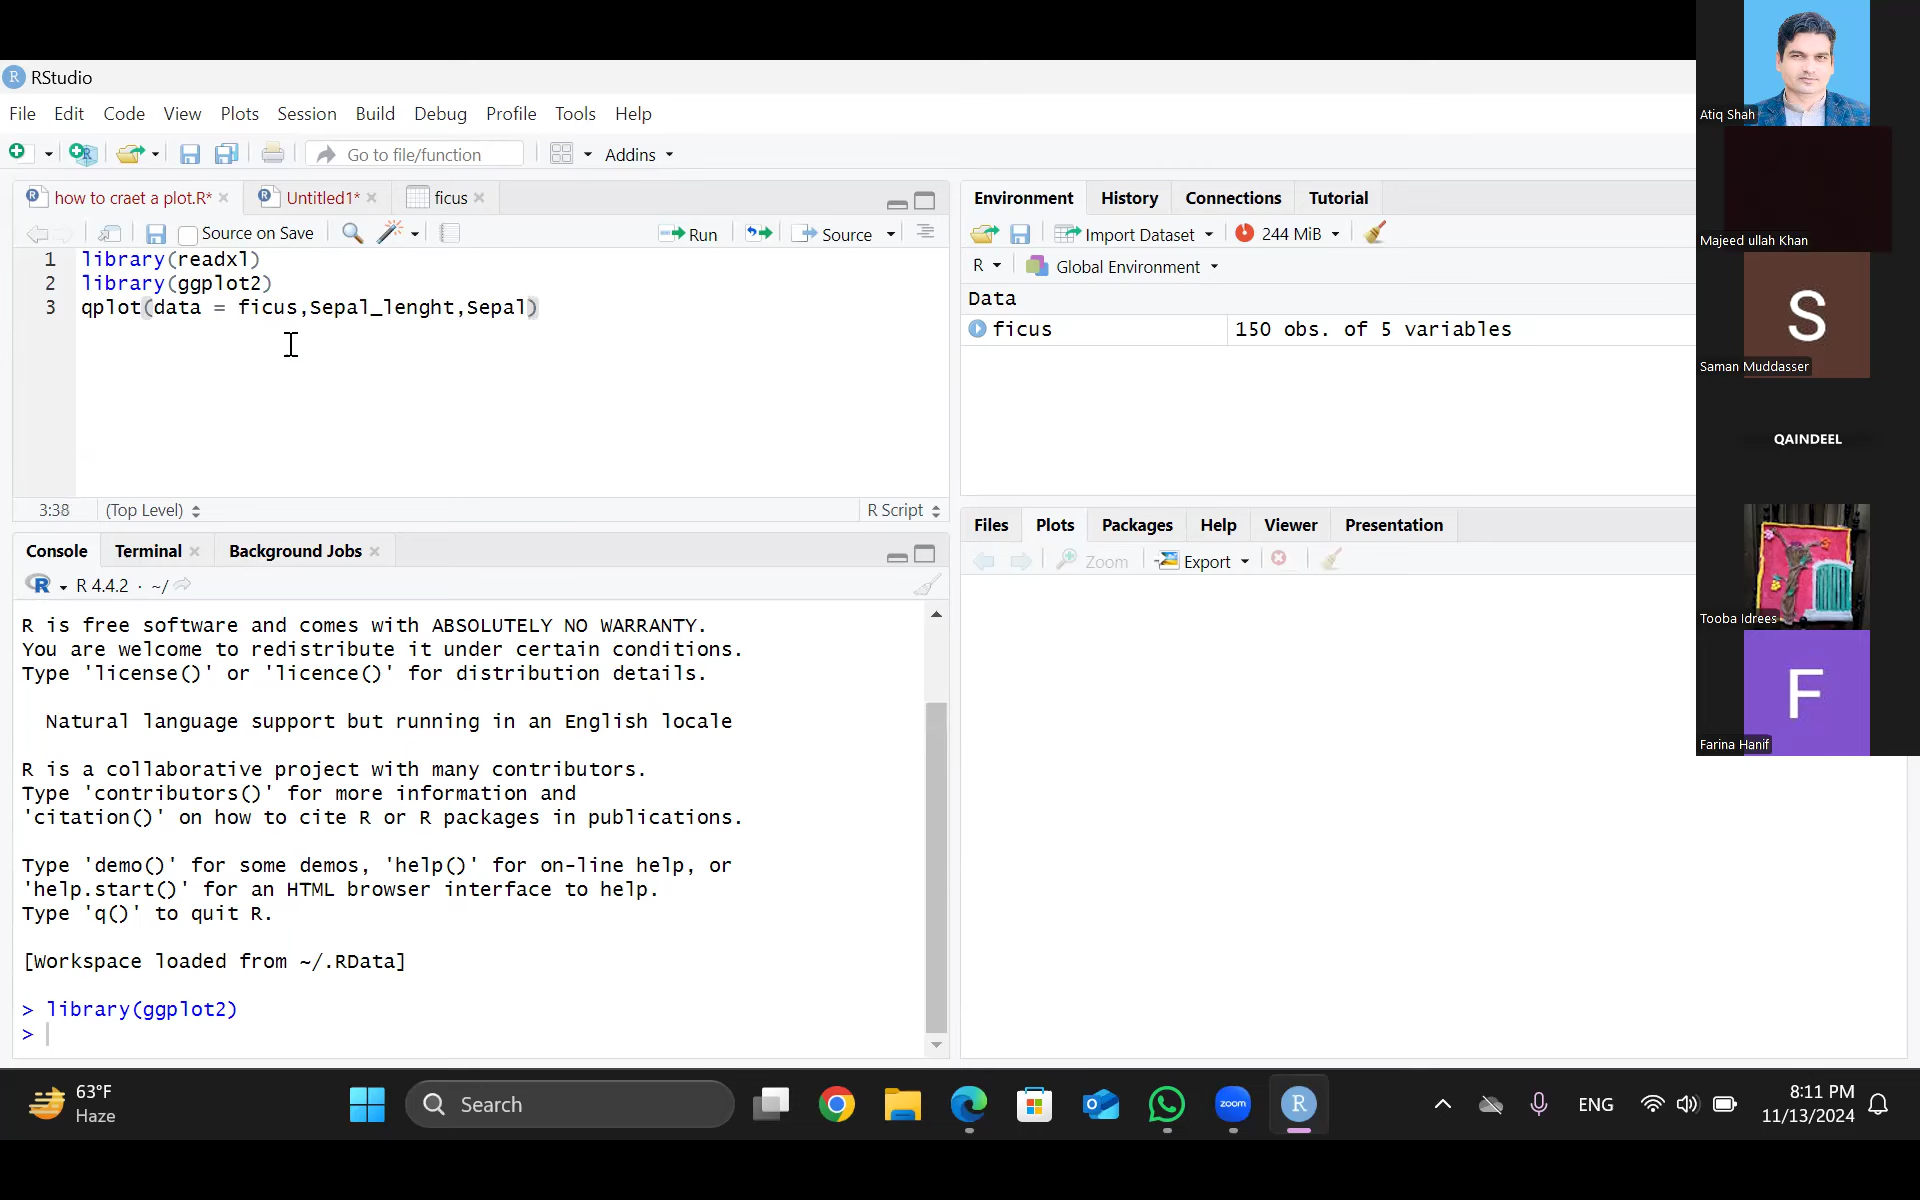 RStudio
File Edit Code View Plots Session Build Debug Profile Tools Help
Go to file/function Addins
how to craet a plot.R* Untitled1* ficus
Source on Save Run Source
1 library(readxl)
2 library(ggplot2)
3 qplot(data = ficus,Sepal_lenght,Sepal)
3:38 (Top Level) R Script
Console Terminal Background Jobs
R 4.4.2 · ~/
R is free software and comes with ABSOLUTELY NO WARRANTY.
You are welcome to redistribute it under certain conditions.
Type 'license()' or 'licence()' for distribution details.
Natural language support but running in an English locale
R is a collaborative project with many contributors.
Type 'contributors()' for more information and
'citation()' on how to cite R or R packages in publications.
Type 'demo()' for some demos, 'help()' for on-line help, or
'help.start()' for an HTML browser interface to help.
Type 'q()' to quit R.
[Workspace loaded from ~/.RData]
> library(ggplot2)
>
Environment History Connections Tutorial
Import Dataset 244 MiB
R Global Environment
Data
ficus 150 obs. of 5 variables
Files Plots Packages Help Viewer Presentation
Zoom Export
Atiq Shah
Majeed ullah Khan
S
Saman Muddasser
QAINDEEL
Tooba Idrees
F
Farina Hanif
63°F
Haze
Search
zoom
R
ENG
8:11 PM
11/13/2024